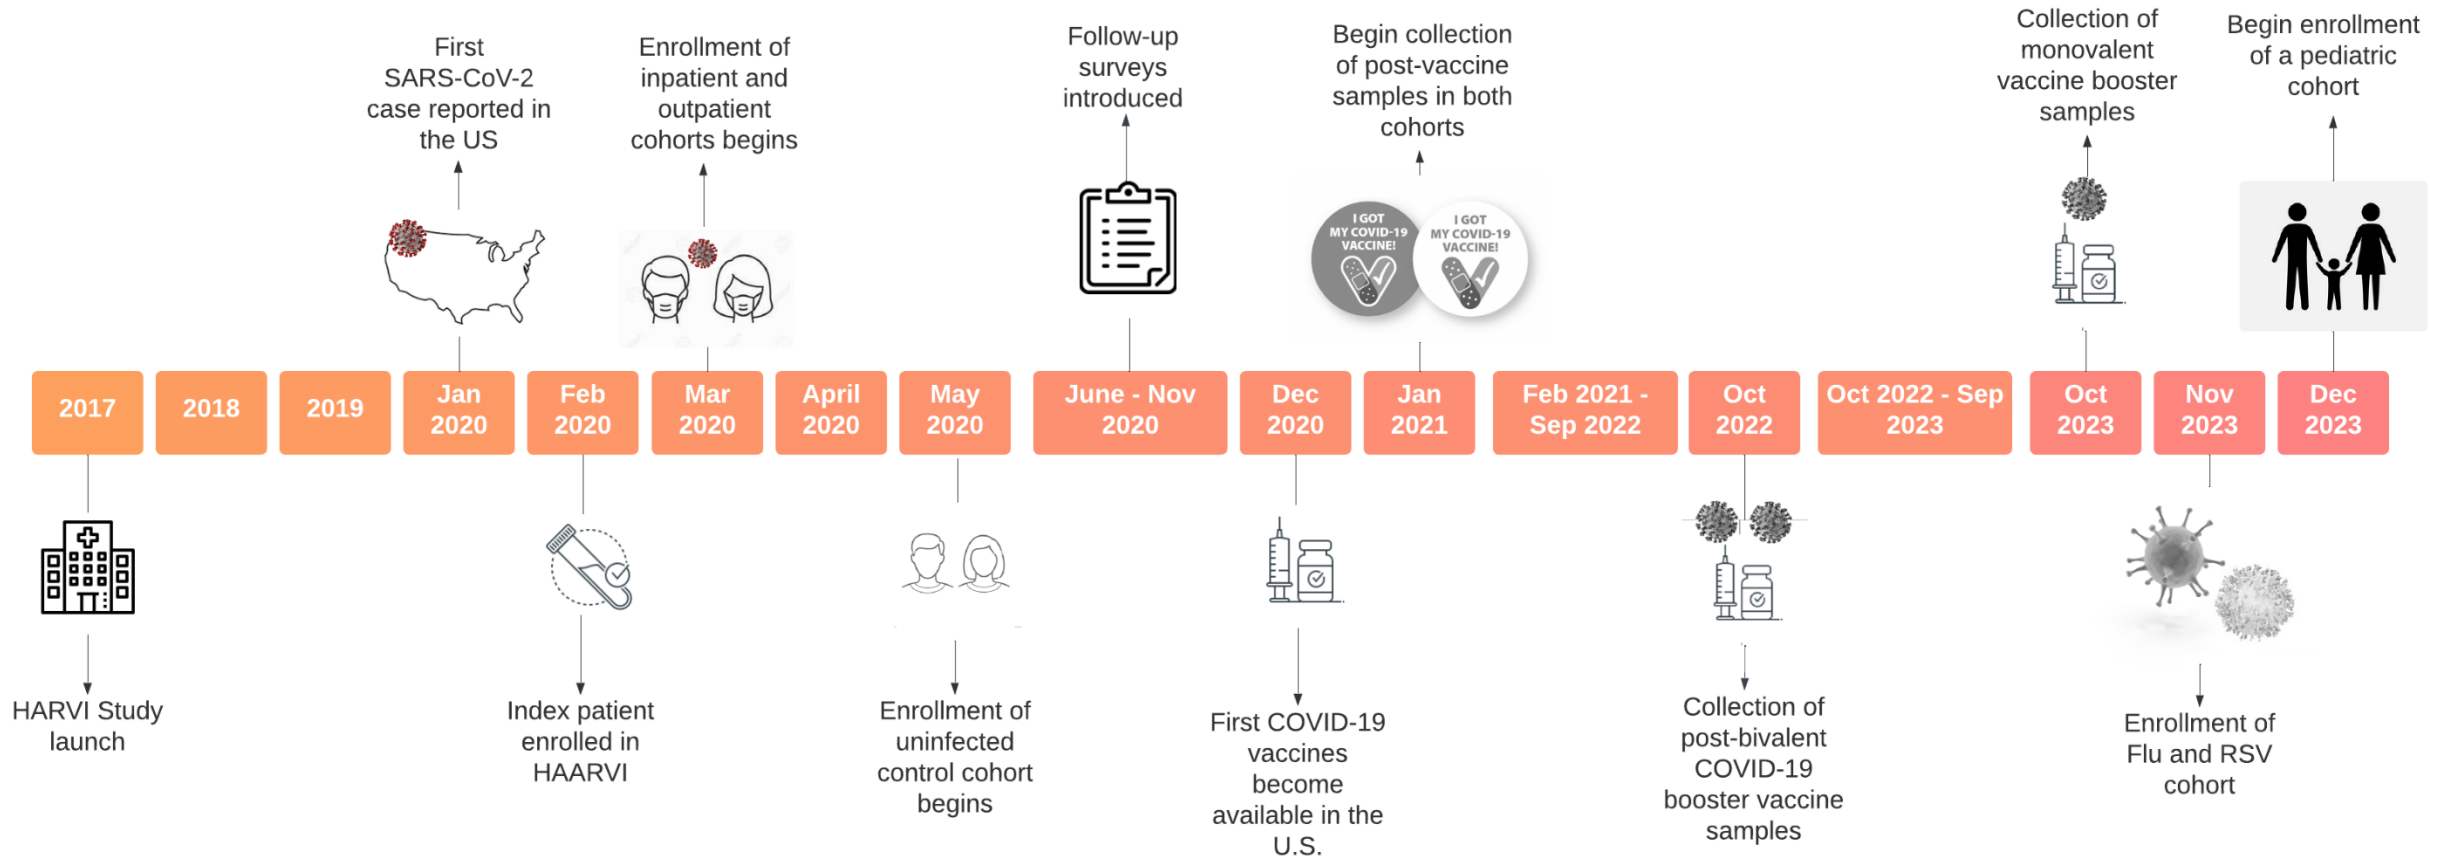 First
SARS-CoV-2
case reported in
the US
Enrollment of
inpatient and
outpatient
cohorts begins
Follow-up
surveys
introduced
Begin collection
of post-vaccine
samples in both
cohorts
Collection of
monovalent
vaccine booster
samples
Begin enrollment
of a pediatric
cohort
I GOT
MY COVID-19
VACCINE!
I GOT
MY COVID-19
VACCINE!
2017
2018
2019
Jan
2020
Feb
2020
Mar
2020
April
2020
May
2020
June - Nov
2020
Dec
2020
Jan
2021
Feb 2021 -
Sep 2022
Oct
2022
Oct 2022 - Sep
2023
Oct
2023
Nov
2023
Dec
2023
HARVI Study
launch
Index patient
enrolled in
HAARVI
Enrollment of
uninfected
control cohort
begins
First COVID-19
vaccines
become
available in the
U.S.
Collection of
post-bivalent
COVID-19
booster vaccine
samples
Enrollment of
Flu and RSV
cohort